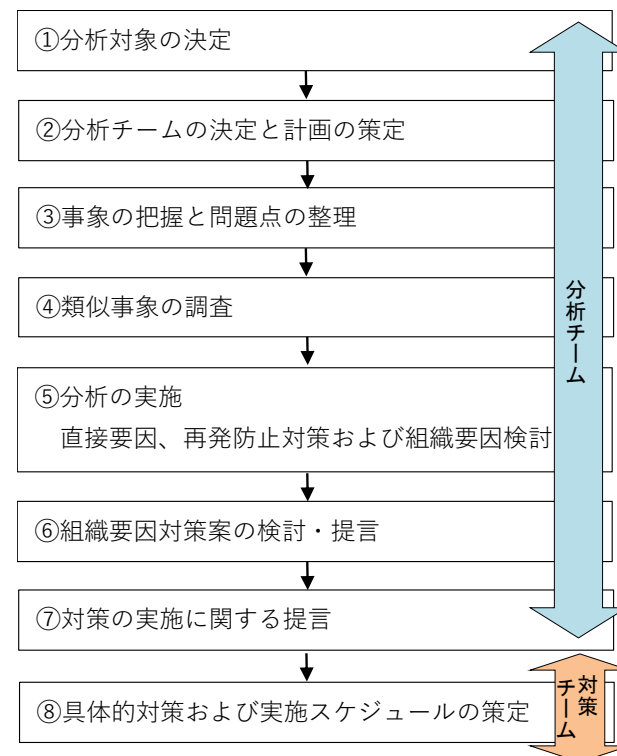 ①分析対象の決定
②分析チームの決定と計画の策定
③事象の把握と問題点の整理
④類似事象の調査
⑤分析の実施
直接要因、再発防止対策および組織要因検討
⑥組織要因対策案の検討・提言
⑦対策の実施に関する提言
⑧具体的対策および実施スケジュールの策定
分析チーム
対策
チーム